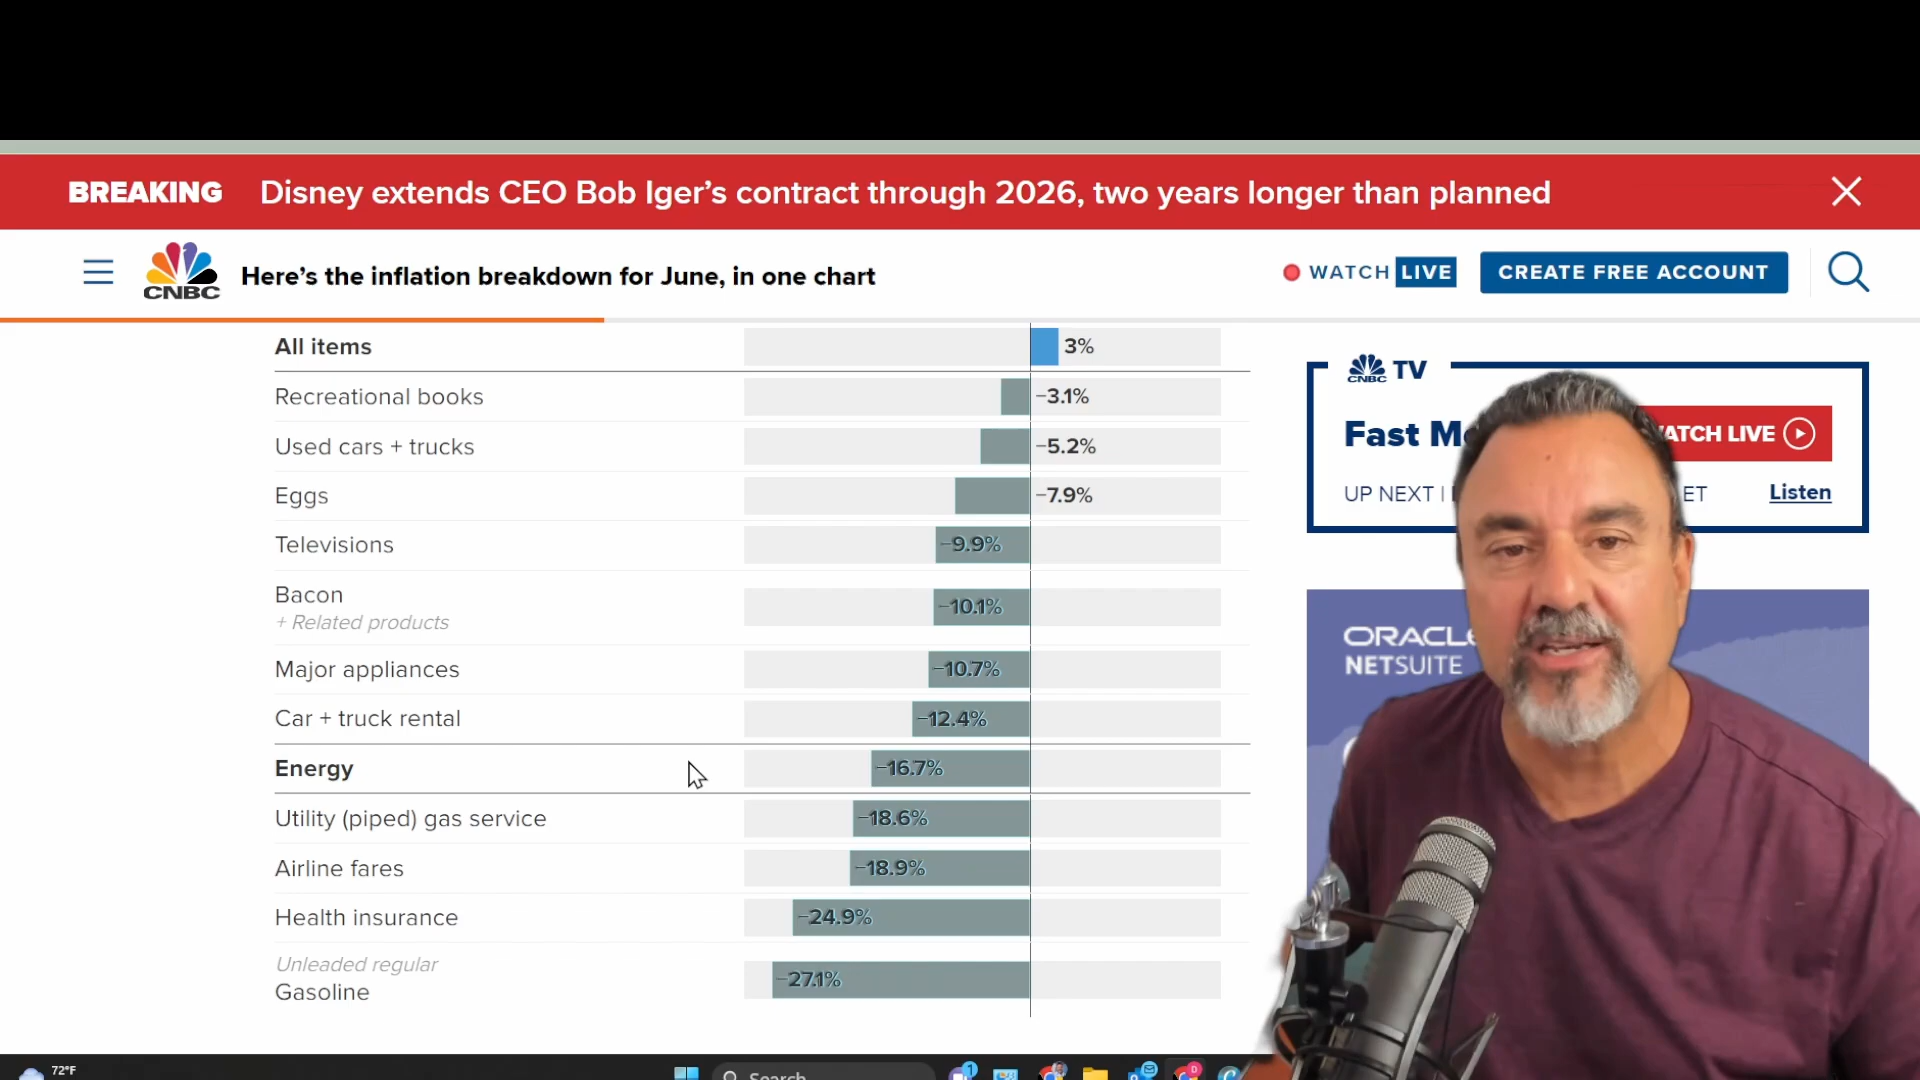 BREAKING Disney extends CEO Bob Iger's contract through 2026, two years longer than planned
CNBC
Here's the inflation breakdown for June, in one chart
WATCH LIVE
CREATE FREE ACCOUNT
All items 3%
Recreational books −3.1%
Used cars + trucks −5.2%
Eggs −7.9%
Televisions −9.9%
Bacon −10.1%
+ Related products
Major appliances −10.7%
Car + truck rental −12.4%
Energy −16.7%
Utility (piped) gas service −18.6%
Airline fares −18.9%
Health insurance −24.9%
Unleaded regular
Gasoline −27.1%
CNBC TV
Fast
WATCH LIVE
UP NEXT | ET Listen
ORACLE
NETSUITE
72°F
Search
1